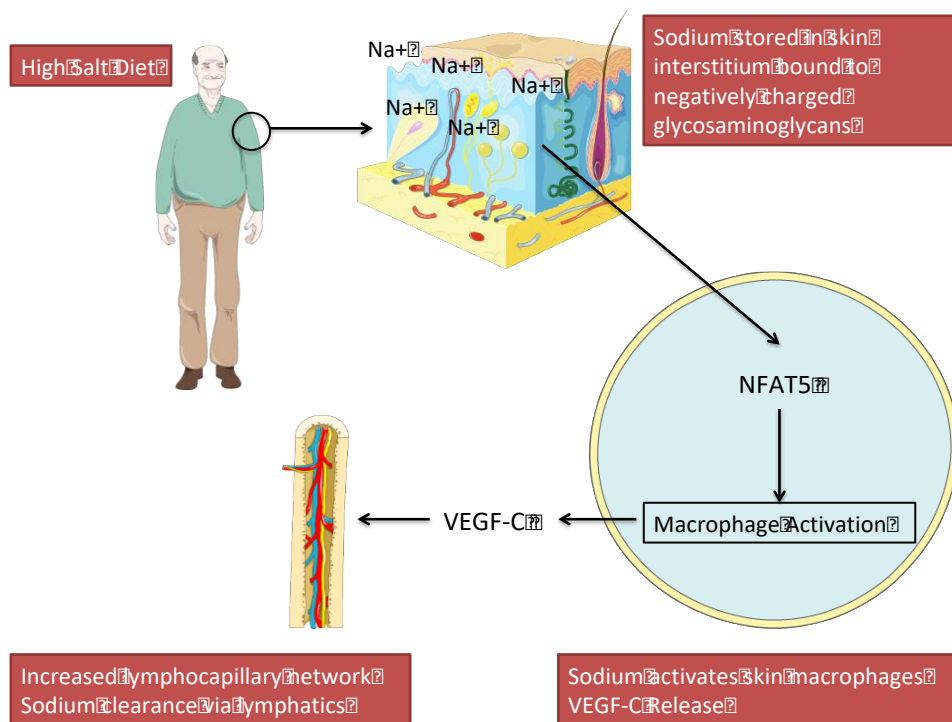 High Salt Diet
Na+
Na+
Na+
Na+
Na+
Sodium stored in skin
interstitium bound to
negatively charged
glycosaminoglycans
NFAT5
Macrophage Activation
VEGF-C
Increased lymphocapillary network
Sodium clearance via lymphatics
Sodium activates skin macrophages
VEGF-C Release